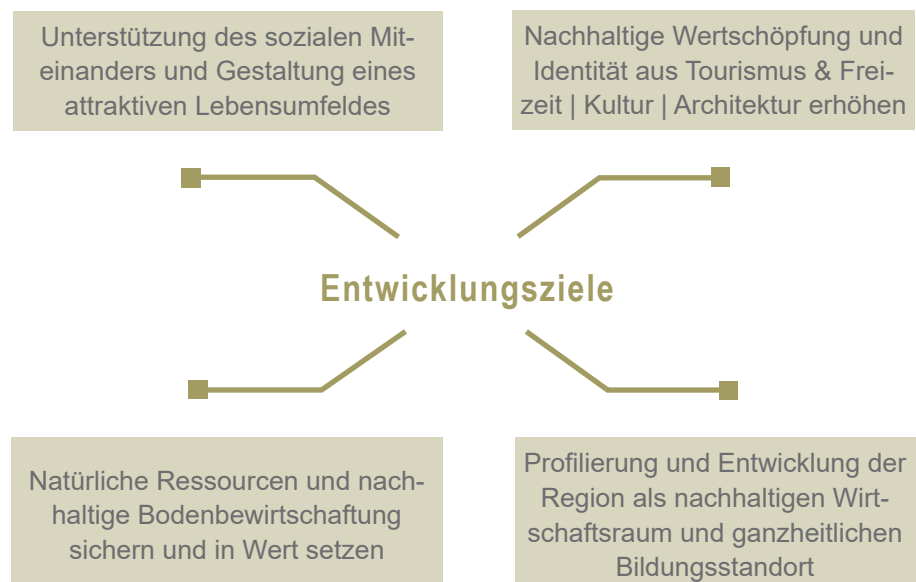 Unterstützung des sozialen Mit-
einanders und Gestaltung eines
attraktiven Lebensumfeldes
Nachhaltige Wertschöpfung und
Identität aus Tourismus & Frei-
zeit | Kultur | Architektur erhöhen
Entwicklungsziele
Natürliche Ressourcen und nach-
haltige Bodenbewirtschaftung
sichern und in Wert setzen
Profilierung und Entwicklung der
Region als nachhaltigen Wirt-
schaftsraum und ganzheitlichen
Bildungsstandort